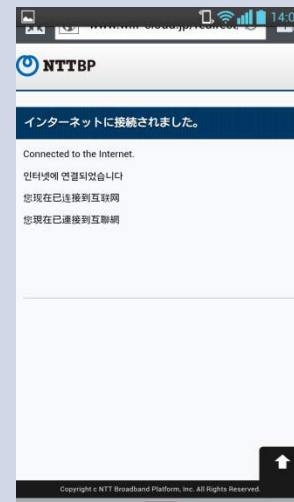 14:0
NTTBP
インターネットに接続されました。
Connected to the Internet.
인터넷에 연결되었습니다
您现在已连接到互联网
您現在已連接到互聯網
Copyright c NTT Broadband Platform, Inc. All Rights Reserved.